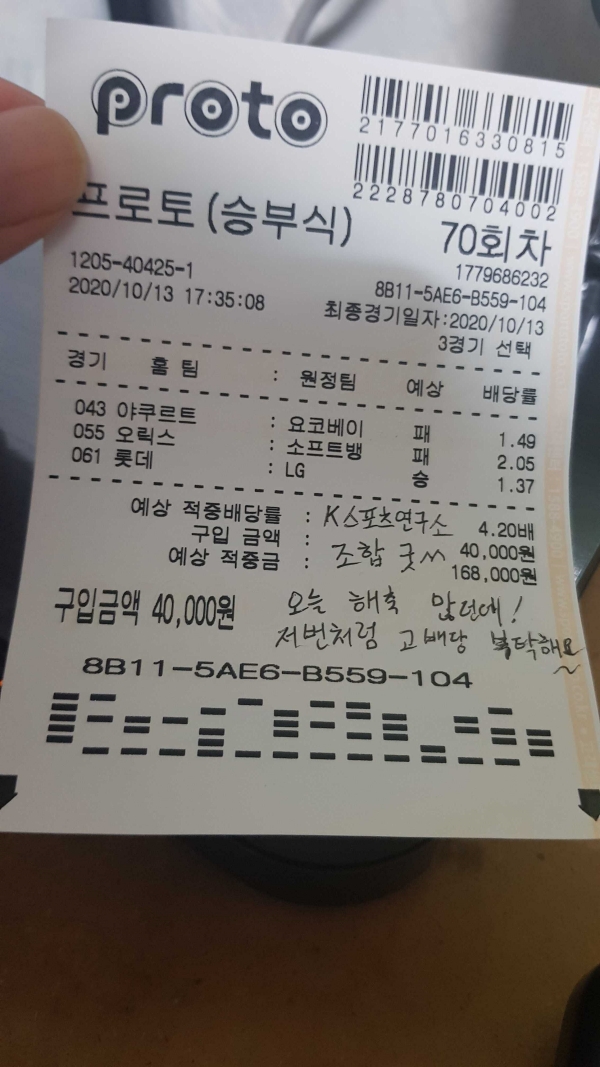 proto
2177016330815
2228780704002
프로토 (승부식) 70회차
1205-40425-1 1779686232
2020/10/13 17:35:08 8B11-5AE6-B559-104
최종경기일자:2020/10/13
3경기 선택
경기 홈 팀 : 원정팀 예상 배당률
043 야쿠르트 : 요코베이 패 1.49
055 오릭스 : 소프트뱅 패 2.05
061 롯데 : LG 승 1.37
예상 적중배당률 : K스포츠연구소 4.20배
구입 금액 : 조합 굿 40,000원
예상 적중금 : 168,000원
구입금액 40,000원 오늘 해축 많던데!
저번처럼 고배당 부탁해요~
8B11-5AE6-B559-104